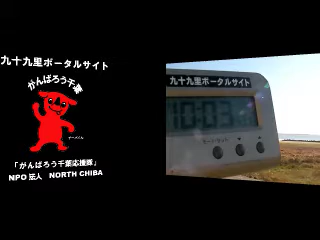 九十九里ポータルサイト
がんばろう千葉
「がんばろう千葉応援隊」
NPO 法人 NORTH CHIBA
九十九里ポータルサイト
10:03